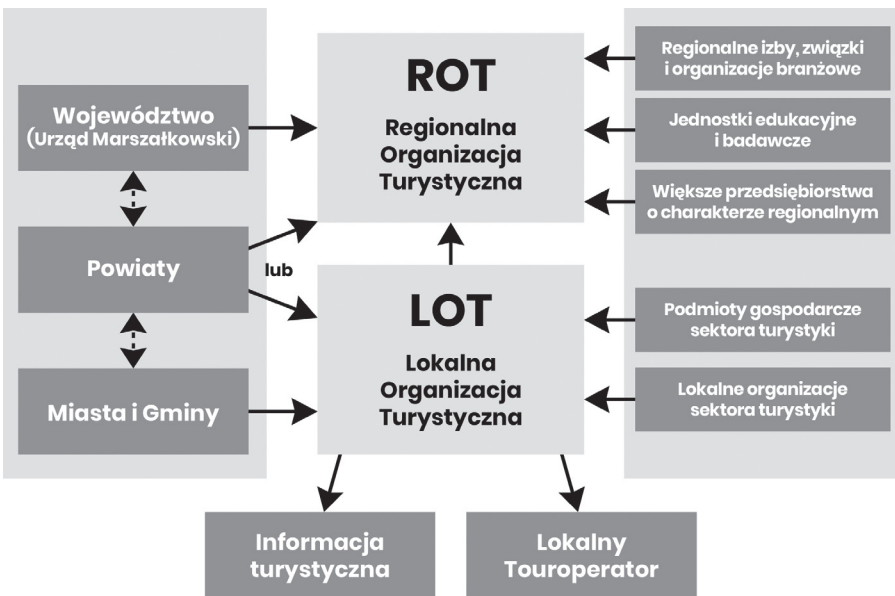 Województwo
(Urząd Marszałkowski)
Powiaty
Miasta i Gminy
lub
ROT
Regionalna
Organizacja
Turystyczna
LOT
Lokalna
Organizacja
Turystyczna
Regionalne izby, związki
i organizacje branżowe
Jednostki edukacyjne
i badawcze
Większe przedsiębiorstwa
o charakterze regionalnym
Podmioty gospodarcze
sektora turystyki
Lokalne organizacje
sektora turystyki
Informacja
turystyczna
Lokalny
Touroperator